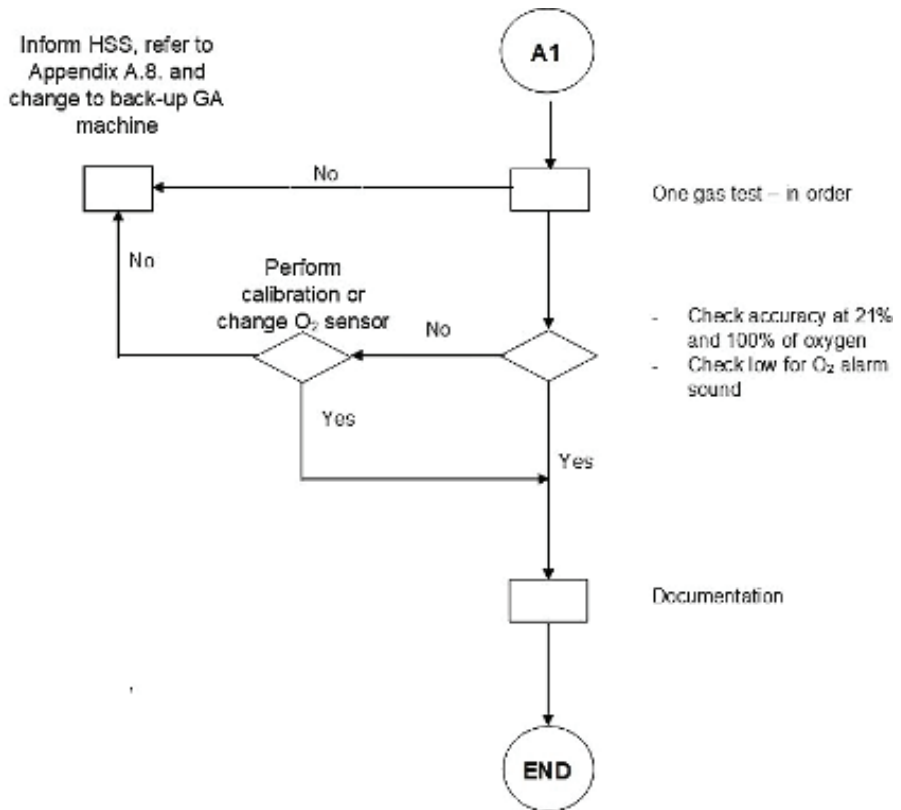 Inform HSS, refer to
Appendix A.8. and
change to back-up GA
machine
A1
No
One gas test – in order
No
Perform
calibration or
change O₂ sensor
No
- Check accuracy at 21%
and 100% of oxygen
- Check low for O₂ alarm
sound
Yes
Yes
Documentation
END